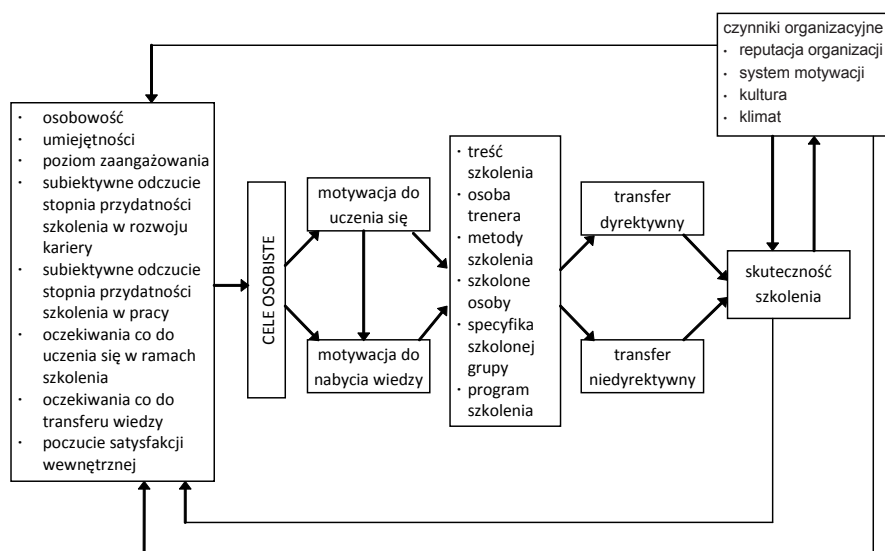 czynniki organizacyjne
· reputacja organizacji
· system motywacji
· kultura
· klimat
· osobowość
· umiejętności
· poziom zaangażowania
· subiektywne odczucie
stopnia przydatności
szkolenia w rozwoju
kariery
· subiektywne odczucie
stopnia przydatności
szkolenia w pracy
· oczekiwania co do
uczenia się w ramach
szkolenia
· oczekiwania co do
transferu wiedzy
· poczucie satysfakcji
wewnętrznej
CELE OSOBISTE
motywacja do
uczenia się
motywacja do
nabycia wiedzy
· treść
szkolenia
· osoba
trenera
· metody
szkolenia
· szkolone
osoby
· specyfika
szkolonej
grupy
· program
szkolenia
transfer
dyrektywny
transfer
niedyrektywny
skuteczność
szkolenia